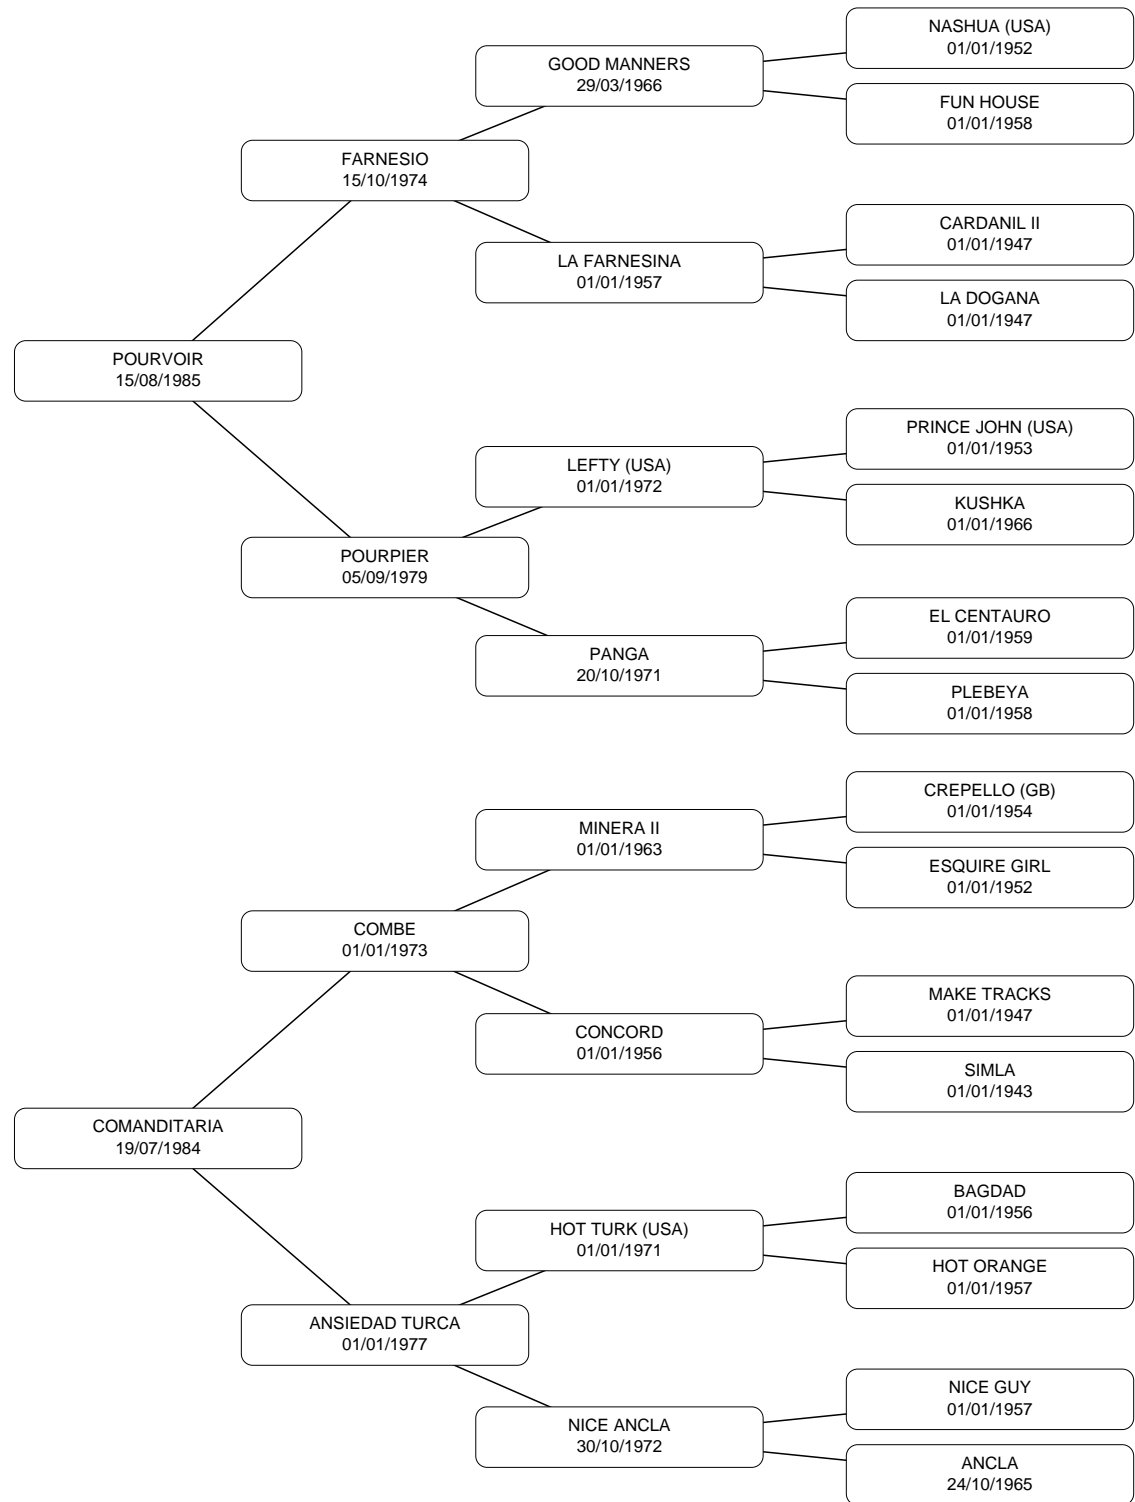 NASHUA (USA)
01/01/1952
GOOD MANNERS
29/03/1966
FUN HOUSE
01/01/1958
FARNESIO
15/10/1974
CARDANIL II
01/01/1947
LA FARNESINA
01/01/1957
LA DOGANA
01/01/1947
POURVOIR
15/08/1985
PRINCE JOHN (USA)
01/01/1953
LEFTY (USA)
01/01/1972
KUSHKA
01/01/1966
POURPIER
05/09/1979
EL CENTAURO
01/01/1959
PANGA
20/10/1971
PLEBEYA
01/01/1958
CREPELLO (GB)
01/01/1954
MINERA II
01/01/1963
ESQUIRE GIRL
01/01/1952
COMBE
01/01/1973
MAKE TRACKS
01/01/1947
CONCORD
01/01/1956
SIMLA
01/01/1943
COMANDITARIA
19/07/1984
BAGDAD
01/01/1956
HOT TURK (USA)
01/01/1971
HOT ORANGE
01/01/1957
ANSIEDAD TURCA
01/01/1977
NICE GUY
01/01/1957
NICE ANCLA
30/10/1972
ANCLA
24/10/1965